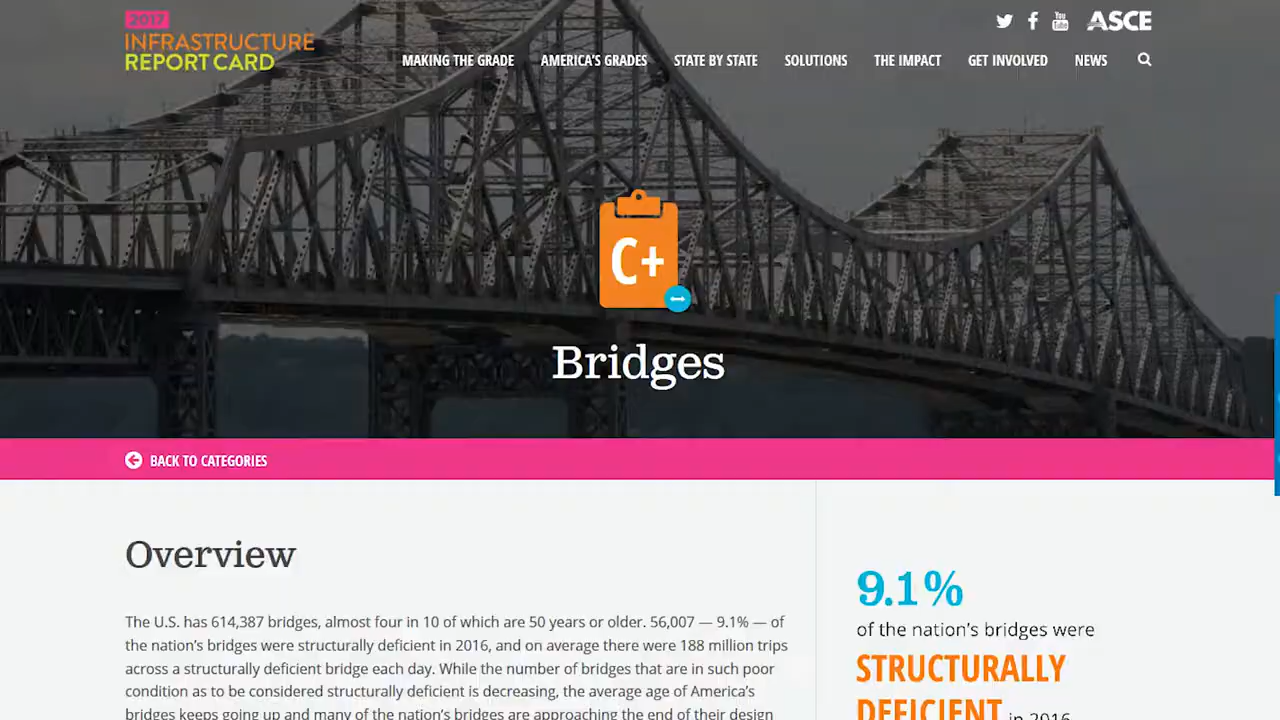 2017
INFRASTRUCTURE
REPORT CARD
You
Tube
ASCE
MAKING THE GRADE AMERICA'S GRADES STATE BY STATE SOLUTIONS THE IMPACT GET INVOLVED NEWS
C+
Bridges
BACK TO CATEGORIES
Overview
The U.S. has 614,387 bridges, almost four in 10 of which are 50 years or older. 56,007 — 9.1% — of
the nation’s bridges were structurally deficient in 2016, and on average there were 188 million trips
across a structurally deficient bridge each day. While the number of bridges that are in such poor
condition as to be considered structurally deficient is decreasing, the average age of America’s
bridges keeps going up and many of the nation’s bridges are approaching the end of their design
9.1%
of the nation’s bridges were
STRUCTURALLY
DEFICIENT in 2016